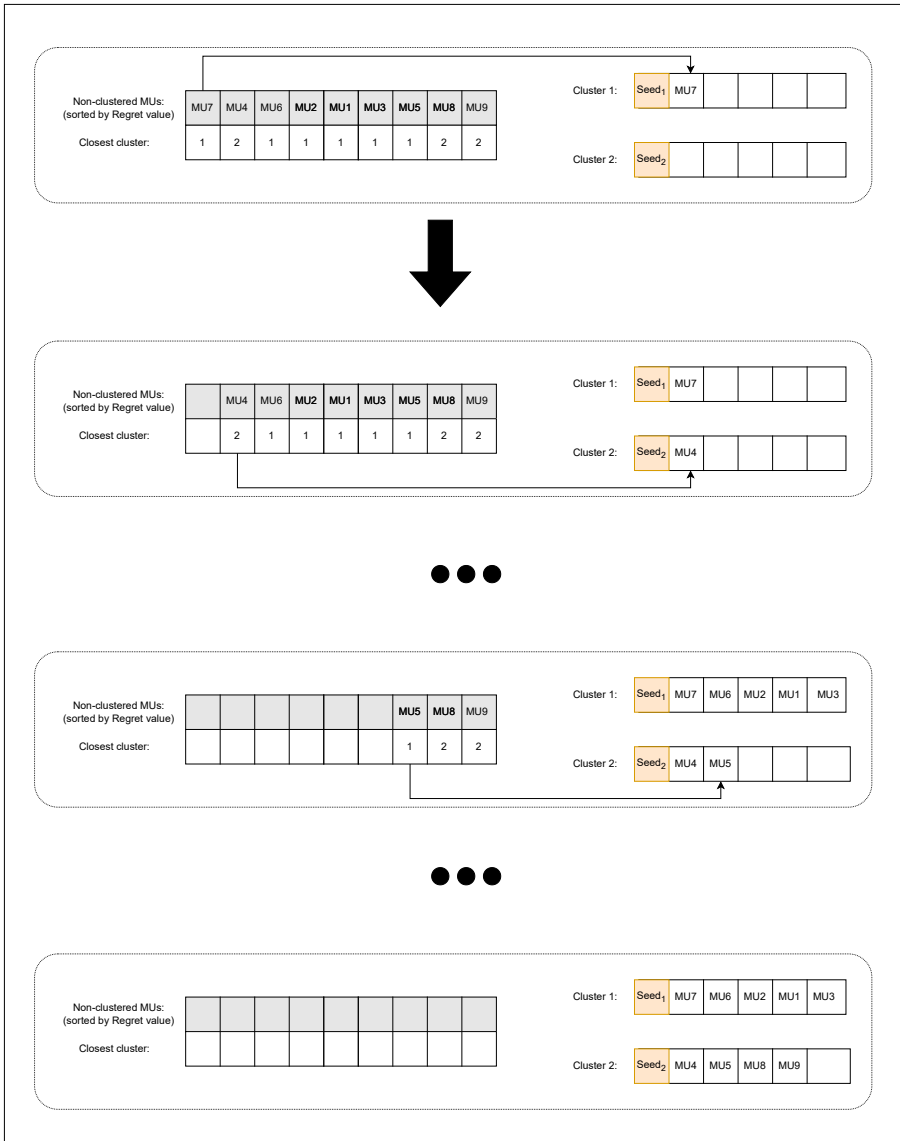 Non-clustered MUs:
(sorted by Regret value)
MU7 MU4 MU6 MU2 MU1 MU3 MU5 MU8 MU9
Closest cluster:
1 2 1 1 1 1 1 2 2
Cluster 1:
Seed1 MU7
Cluster 2:
Seed2
Non-clustered MUs:
(sorted by Regret value)
MU4 MU6 MU2 MU1 MU3 MU5 MU8 MU9
Closest cluster:
2 1 1 1 1 1 2 2
Cluster 1:
Seed1 MU7
Cluster 2:
Seed2 MU4
Non-clustered MUs:
(sorted by Regret value)
MU5 MU8 MU9
Closest cluster:
1 2 2
Cluster 1:
Seed1 MU7 MU6 MU2 MU1 MU3
Cluster 2:
Seed2 MU4 MU5
Non-clustered MUs:
(sorted by Regret value)
Closest cluster:
Cluster 1:
Seed1 MU7 MU6 MU2 MU1 MU3
Cluster 2:
Seed2 MU4 MU5 MU8 MU9